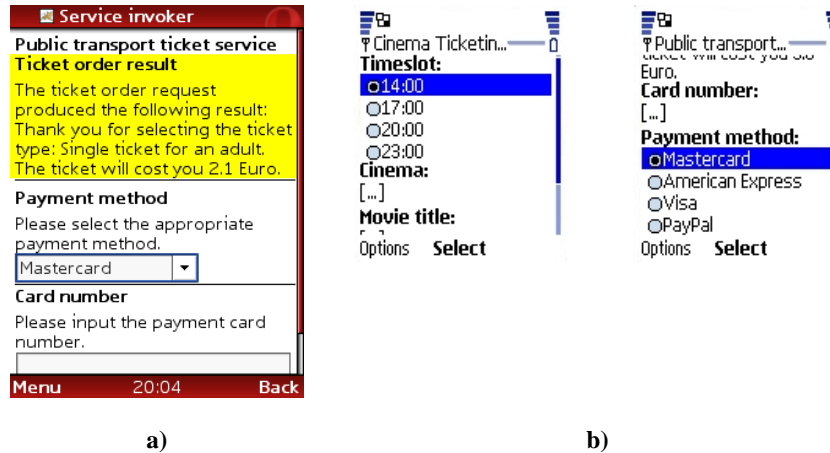 Service invoker
Public transport ticket service
Ticket order result
The ticket order request
produced the following result:
Thank you for selecting the ticket
type: Single ticket for an adult.
The ticket will cost you 2.1 Euro.
Payment method
Please select the appropriate
payment method.
Mastercard
Card number
Please input the payment card
number.
Menu 20:04 Back
a)
Cinema Ticketin...
Timeslot:
14:00
17:00
20:00
23:00
Cinema:
[...]
Movie title:
Options Select
Public transport...
ticket will cost you
Euro.
Card number:
[...]
Payment method:
Mastercard
American Express
Visa
PayPal
Options Select
b)